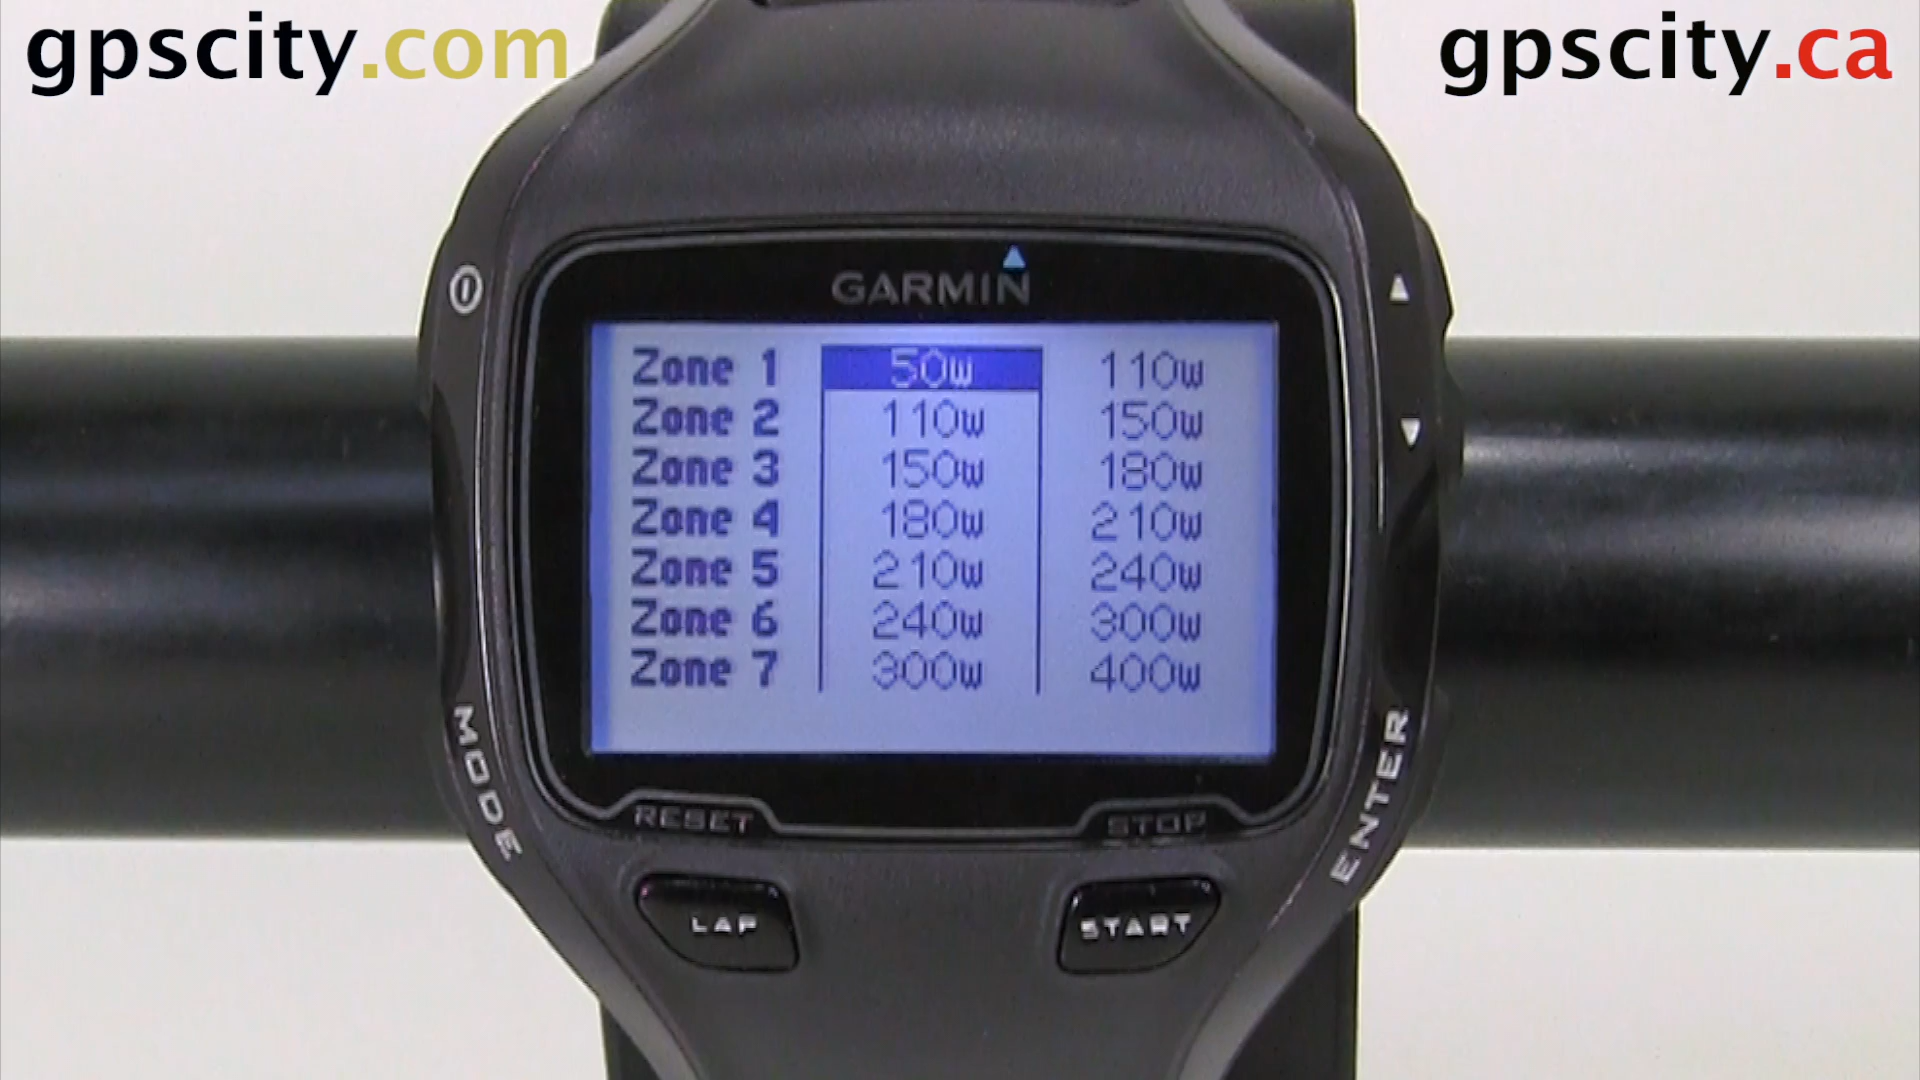 gpscity.com
gpscity.ca
GARMIN
Zone 1 50w 110w
Zone 2 110w 150w
Zone 3 150w 180w
Zone 4 180w 210w
Zone 5 210w 240w
Zone 6 240w 300w
Zone 7 300w 400w
MODE
ENTER
RESET
STOP
LAP
START